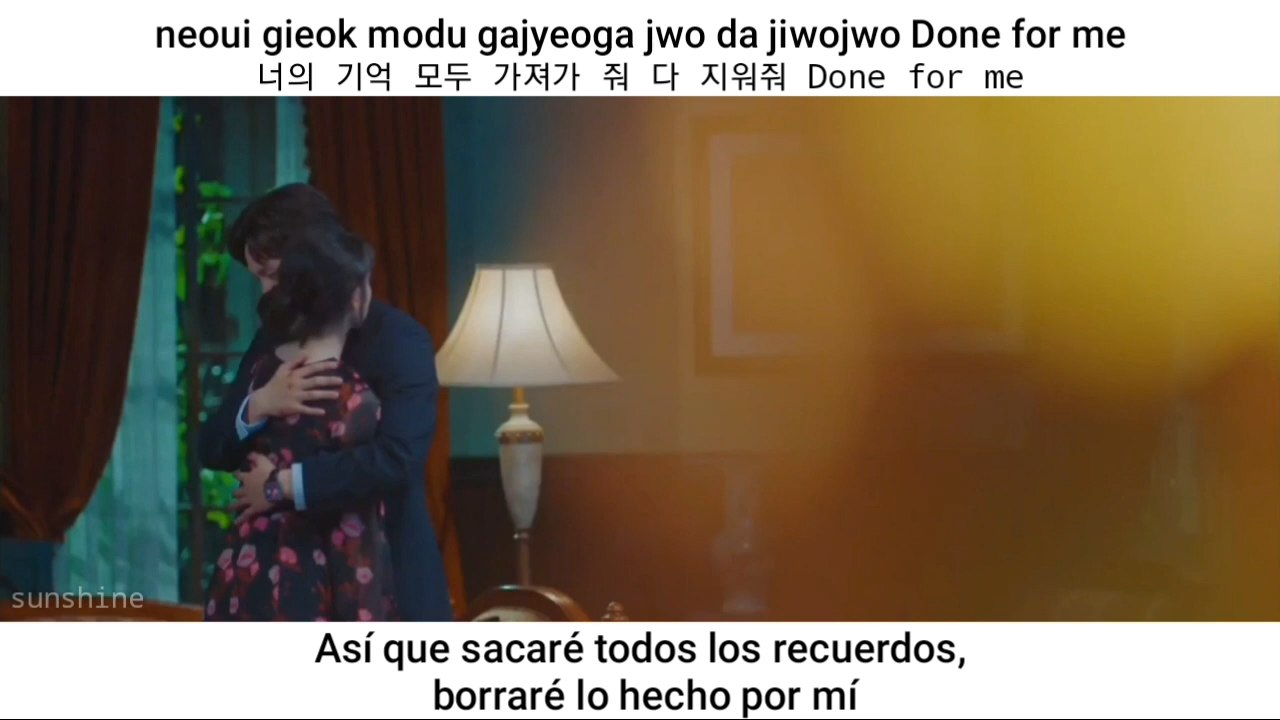 neoui gieok modu gajyeoga jwo da jiwojwo Done for me
너의 기억 모두 가져가 줘 다 지워줘 Done for me
sunshine
Así que sacaré todos los recuerdos,
borraré lo hecho por mí